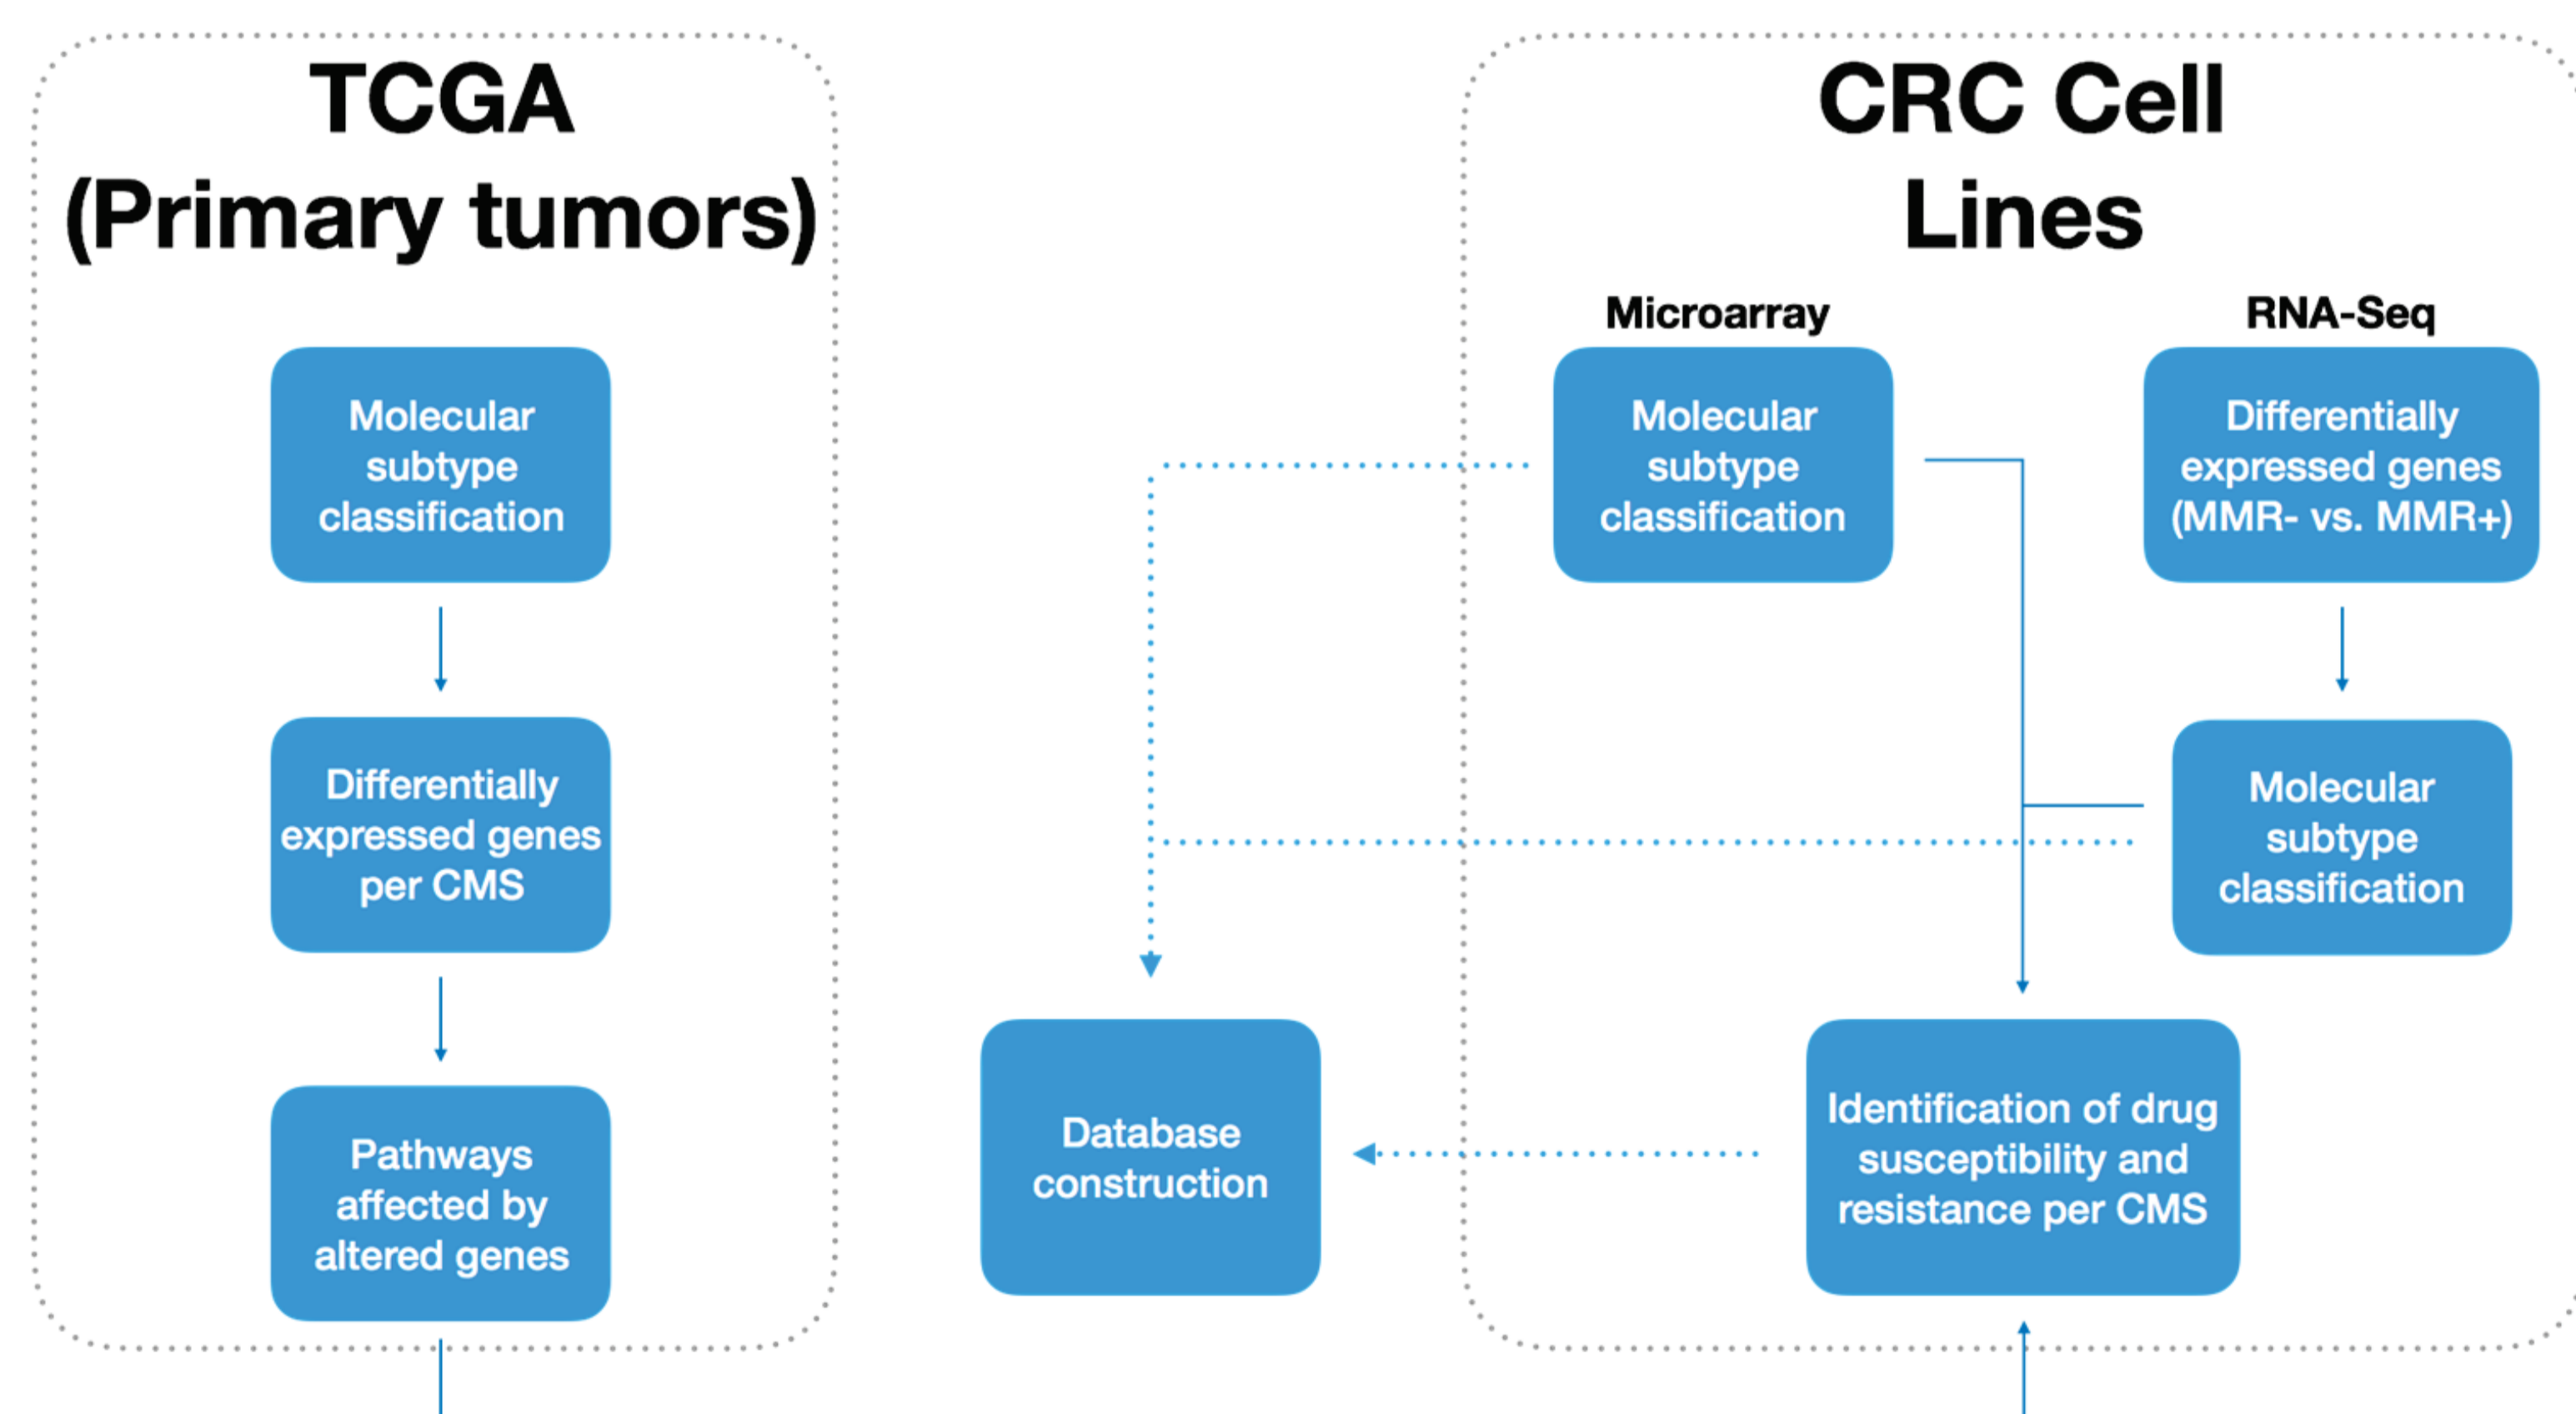 TCGA
(Primary tumors)
Molecular
subtype
classification
Differentially
expressed genes
per CMS
Pathways
affected by
altered genes
Database
construction
CRC Cell
Lines
Microarray
Molecular
subtype
classification
RNA-Seq
Differentially
expressed genes
(MMR- vs. MMR+)
Molecular
subtype
classification
Identification of drug
susceptibility and
resistance per CMS